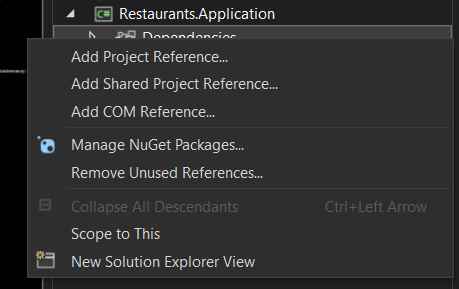 C# Restaurants.Application
Dependencies
Add Project Reference...
Add Shared Project Reference...
Add COM Reference...
Manage NuGet Packages...
Remove Unused References...
Collapse All Descendants Ctrl+Left Arrow
Scope to This
New Solution Explorer View